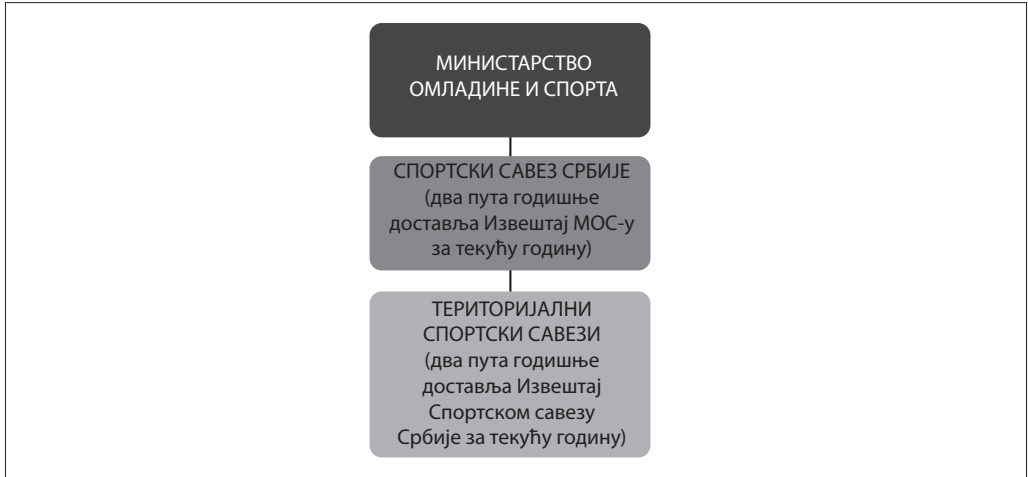 МИНИСТАРСТВО
ОМЛАДИНЕ И СПОРТА
СПОРТСКИ САВЕЗ СРБИЈЕ
(два пута годишње
доставља Извештај МОС-у
за текућу годину)
ТЕРИТОРИЈАЛНИ
СПОРТСКИ САВЕЗИ
(два пута годишње
доставља Извештај
Спортском савезу
Србије за текућу годину)